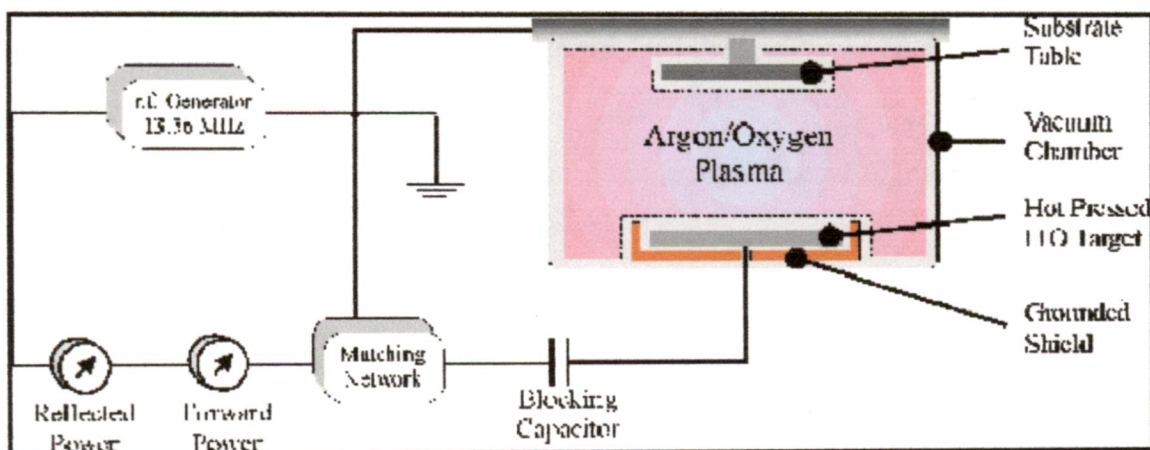 Substrate
Table
r.f. Generator
13.56 MHz
Argon/Oxygen
Plasma
Vacuum
Chamber
Hot Pressed
ITO Target
Grounded
Shield
Matching
Network
Blocking
Capacitor
Reflected
Power
Forward
Power